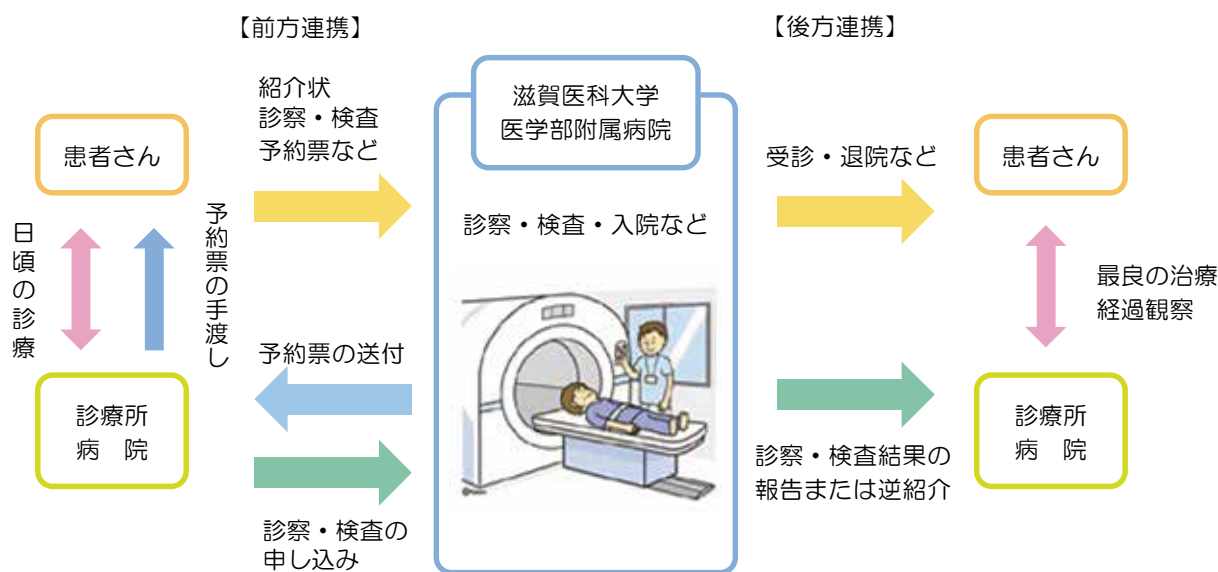 【前方連携】
【後方連携】
紹介状
診察・検査
予約票など
滋賀医科大学
医学部附属病院
患者さん
受診・退院など
患者さん
日頃の診療
予約票の手渡し
診察・検査・入院など
最良の治療
経過観察
予約票の送付
診療所
病　院
診療所
病　院
診察・検査結果の
報告または逆紹介
診察・検査の
申し込み